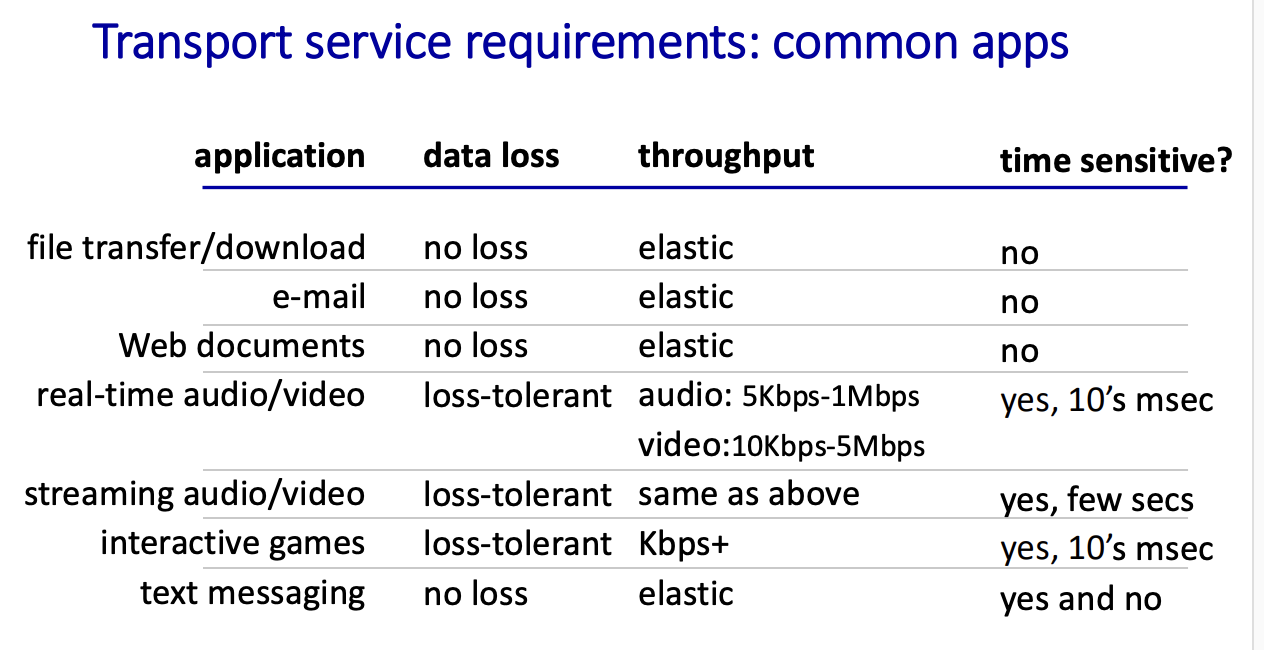 Transport service requirements: common apps
application data loss throughput time sensitive?
file transfer/download no loss elastic no
e-mail no loss elastic no
Web documents no loss elastic no
real-time audio/video loss-tolerant audio: 5Kbps-1Mbps yes, 10’s msec
video:10Kbps-5Mbps
streaming audio/video loss-tolerant same as above yes, few secs
interactive games loss-tolerant Kbps+ yes, 10’s msec
text messaging no loss elastic yes and no